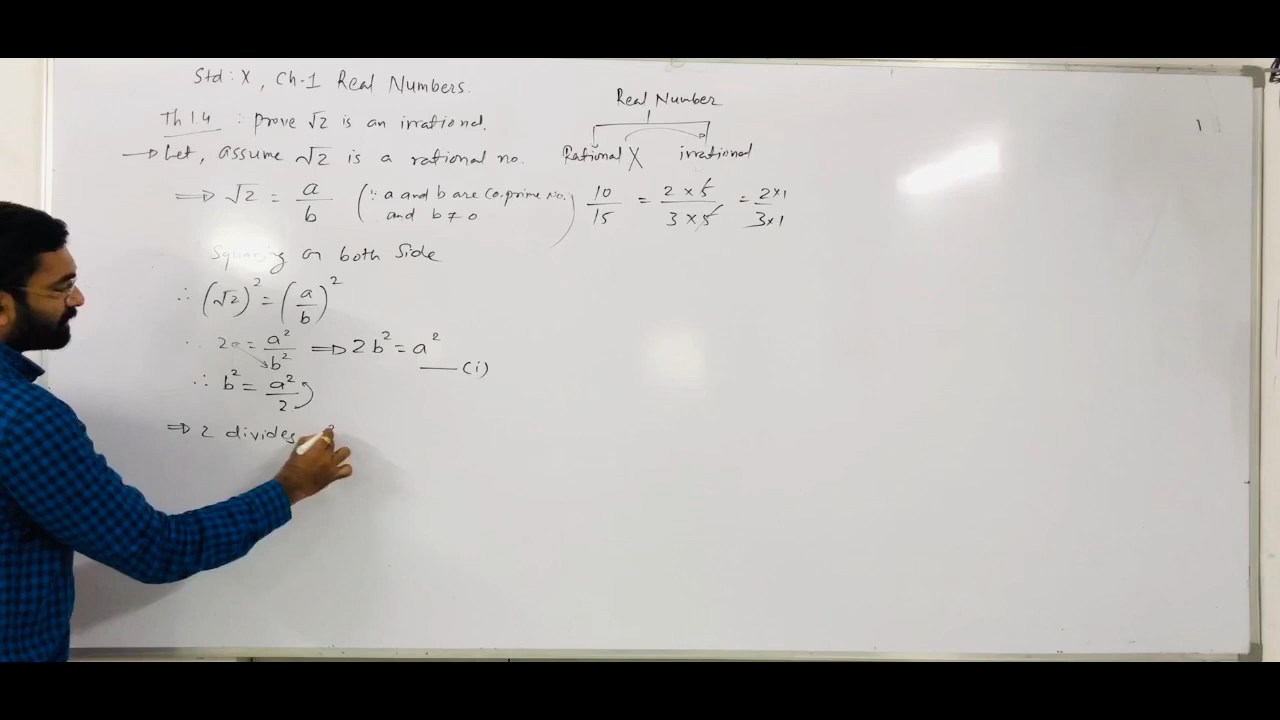 Std : X , Ch-1 Real Numbers.
Th 1.4 : prove √2 is an irrational.
→ Let, assume √2 is a rational no.
⇒ √2 = a/b (∵ a and b are Co.prime No. and b ≠ 0)
Squaring on both Side
∴ (√2)² = (a/b)²
∴ 2 = a²/b² ⇒ 2b² = a² — (i)
∴ b² = a²/2
⇒ 2 divides
Real Number
Rational X irrational
10/15 = 2 × 5/3 × 5 = 2×1/3×1